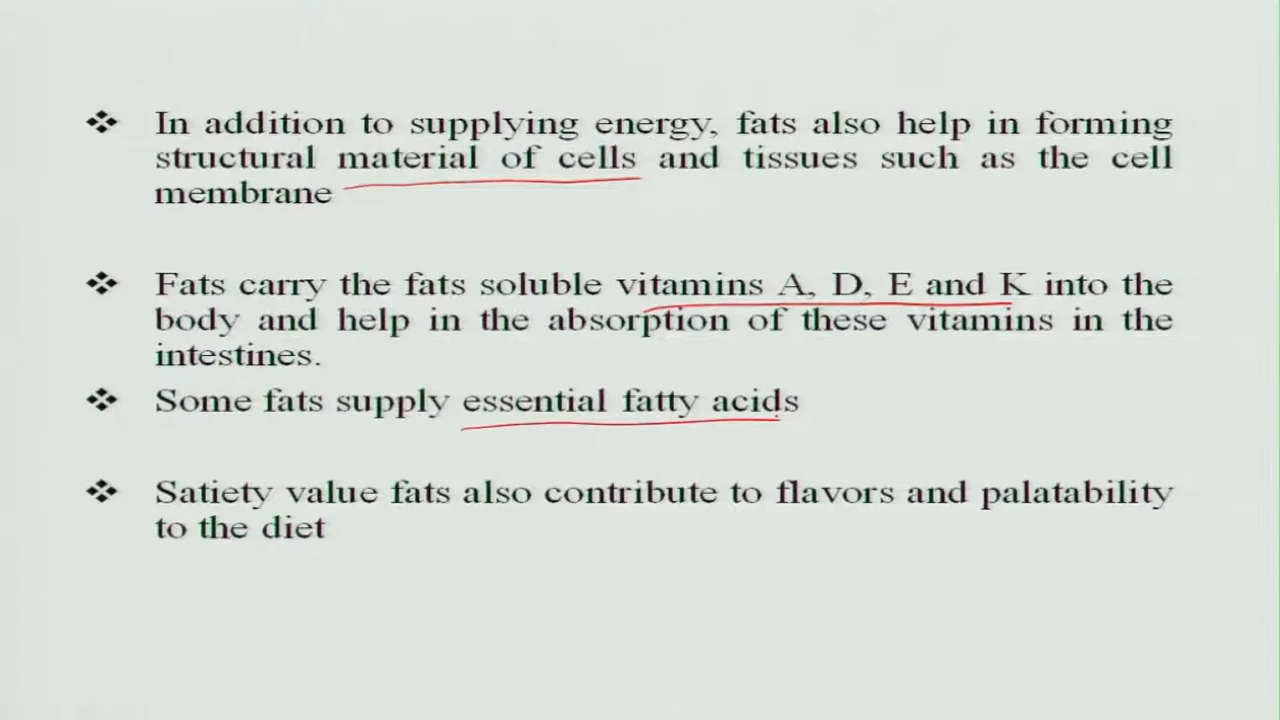 ❖ In addition to supplying energy, fats also help in forming
structural material of cells and tissues such as the cell
membrane
❖ Fats carry the fats soluble vitamins A, D, E and K into the
body and help in the absorption of these vitamins in the
intestines.
❖ Some fats supply essential fatty acids
❖ Satiety value fats also contribute to flavors and palatability
to the diet